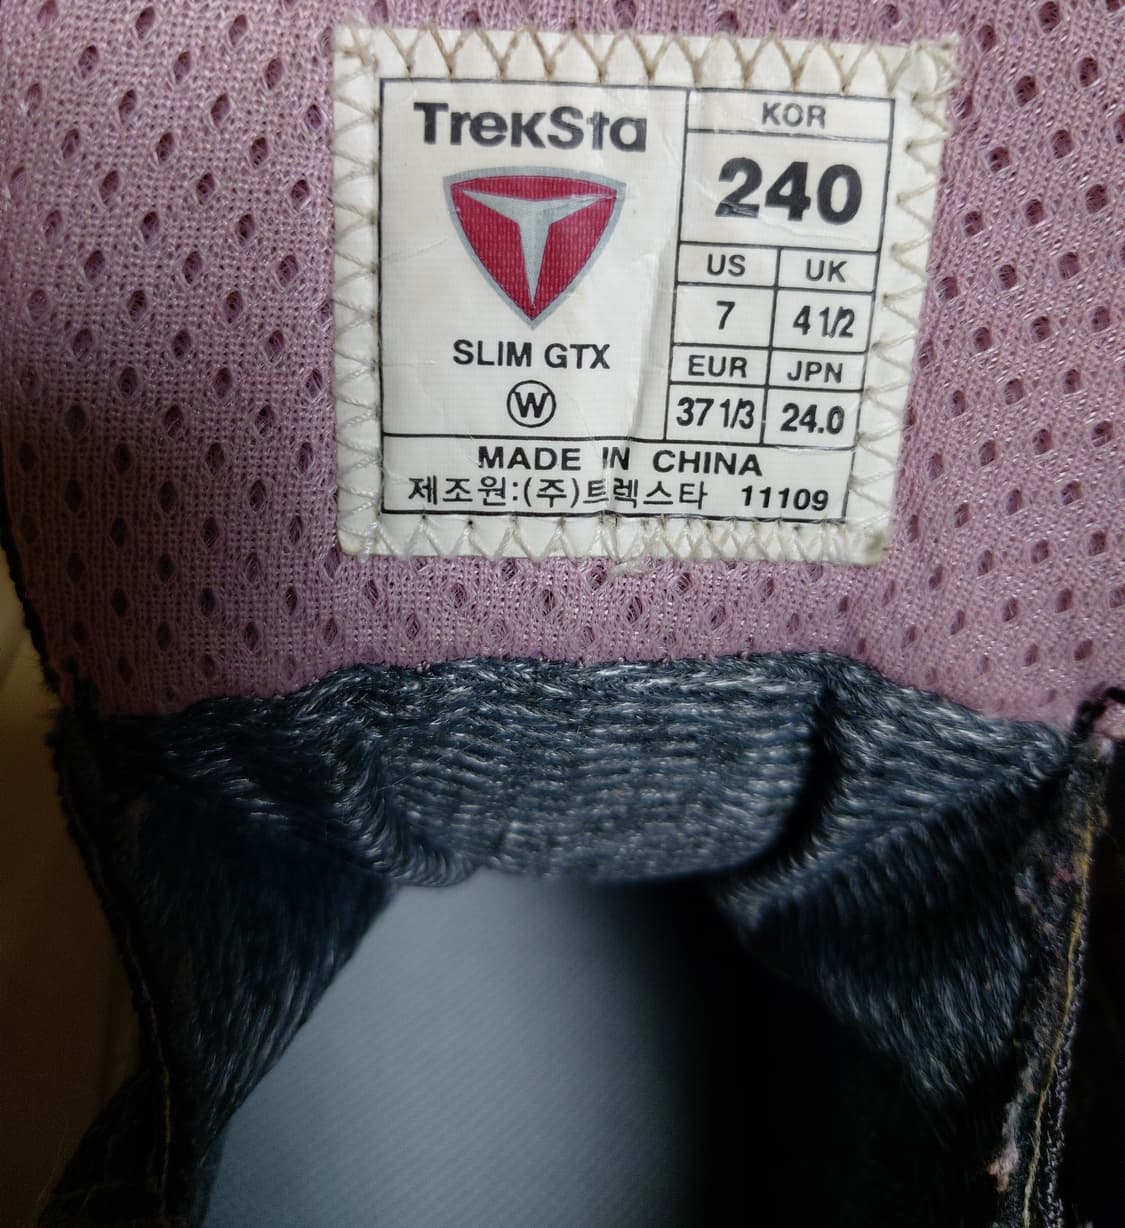 TrekSta
SLIM GTX
W
KOR
240
US UK
7 4 1/2
EUR JPN
37 1/3 24.0
MADE IN CHINA
제조원:(주)트렉스타 11109